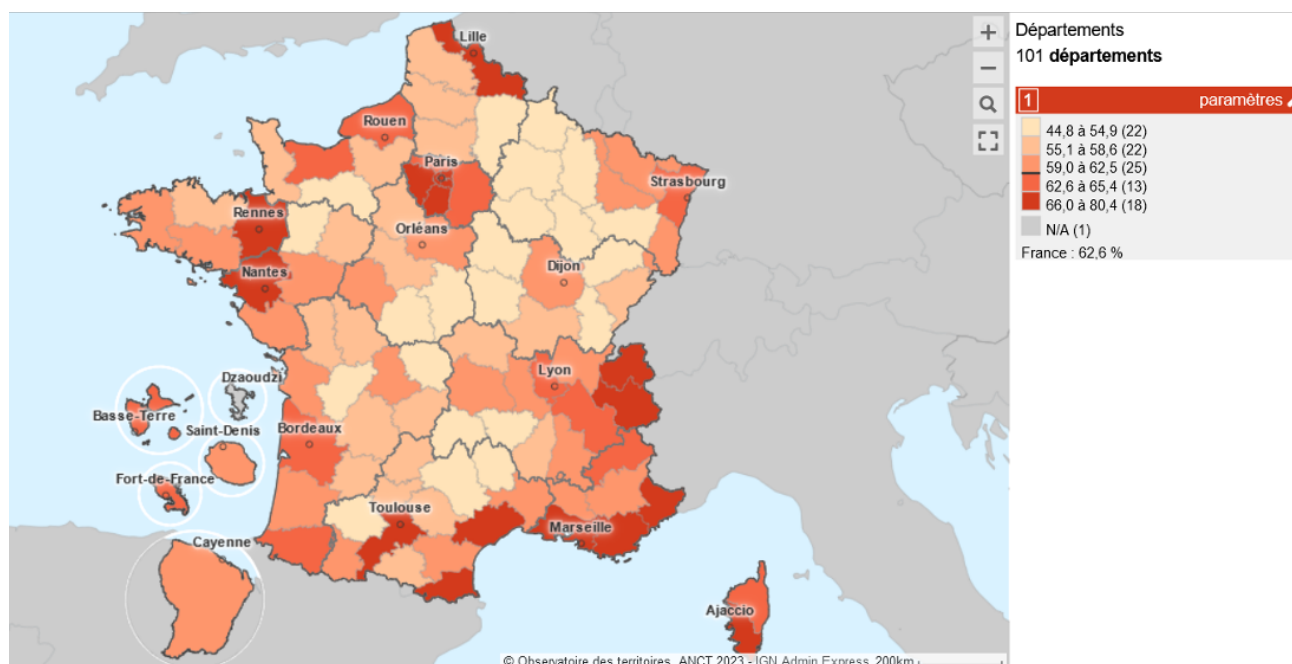 Lille
Rouen
Paris
Strasbourg
Rennes
Orléans
Nantes
Dijon
Dzaoudzi
Lyon
Basse-Terre
Saint-Denis
Bordeaux
Fort-de-France
Toulouse
Marseille
Cayenne
Ajaccio
© Observatoire des territoires, ANCT 2023 - IGN Admin Express 200km
+
−
Départements
101 départements
1 paramètres
44,8 à 54,9 (22)
55,1 à 58,6 (22)
59,0 à 62,5 (25)
62,6 à 65,4 (13)
66,0 à 80,4 (18)
N/A (1)
France : 62,6 %